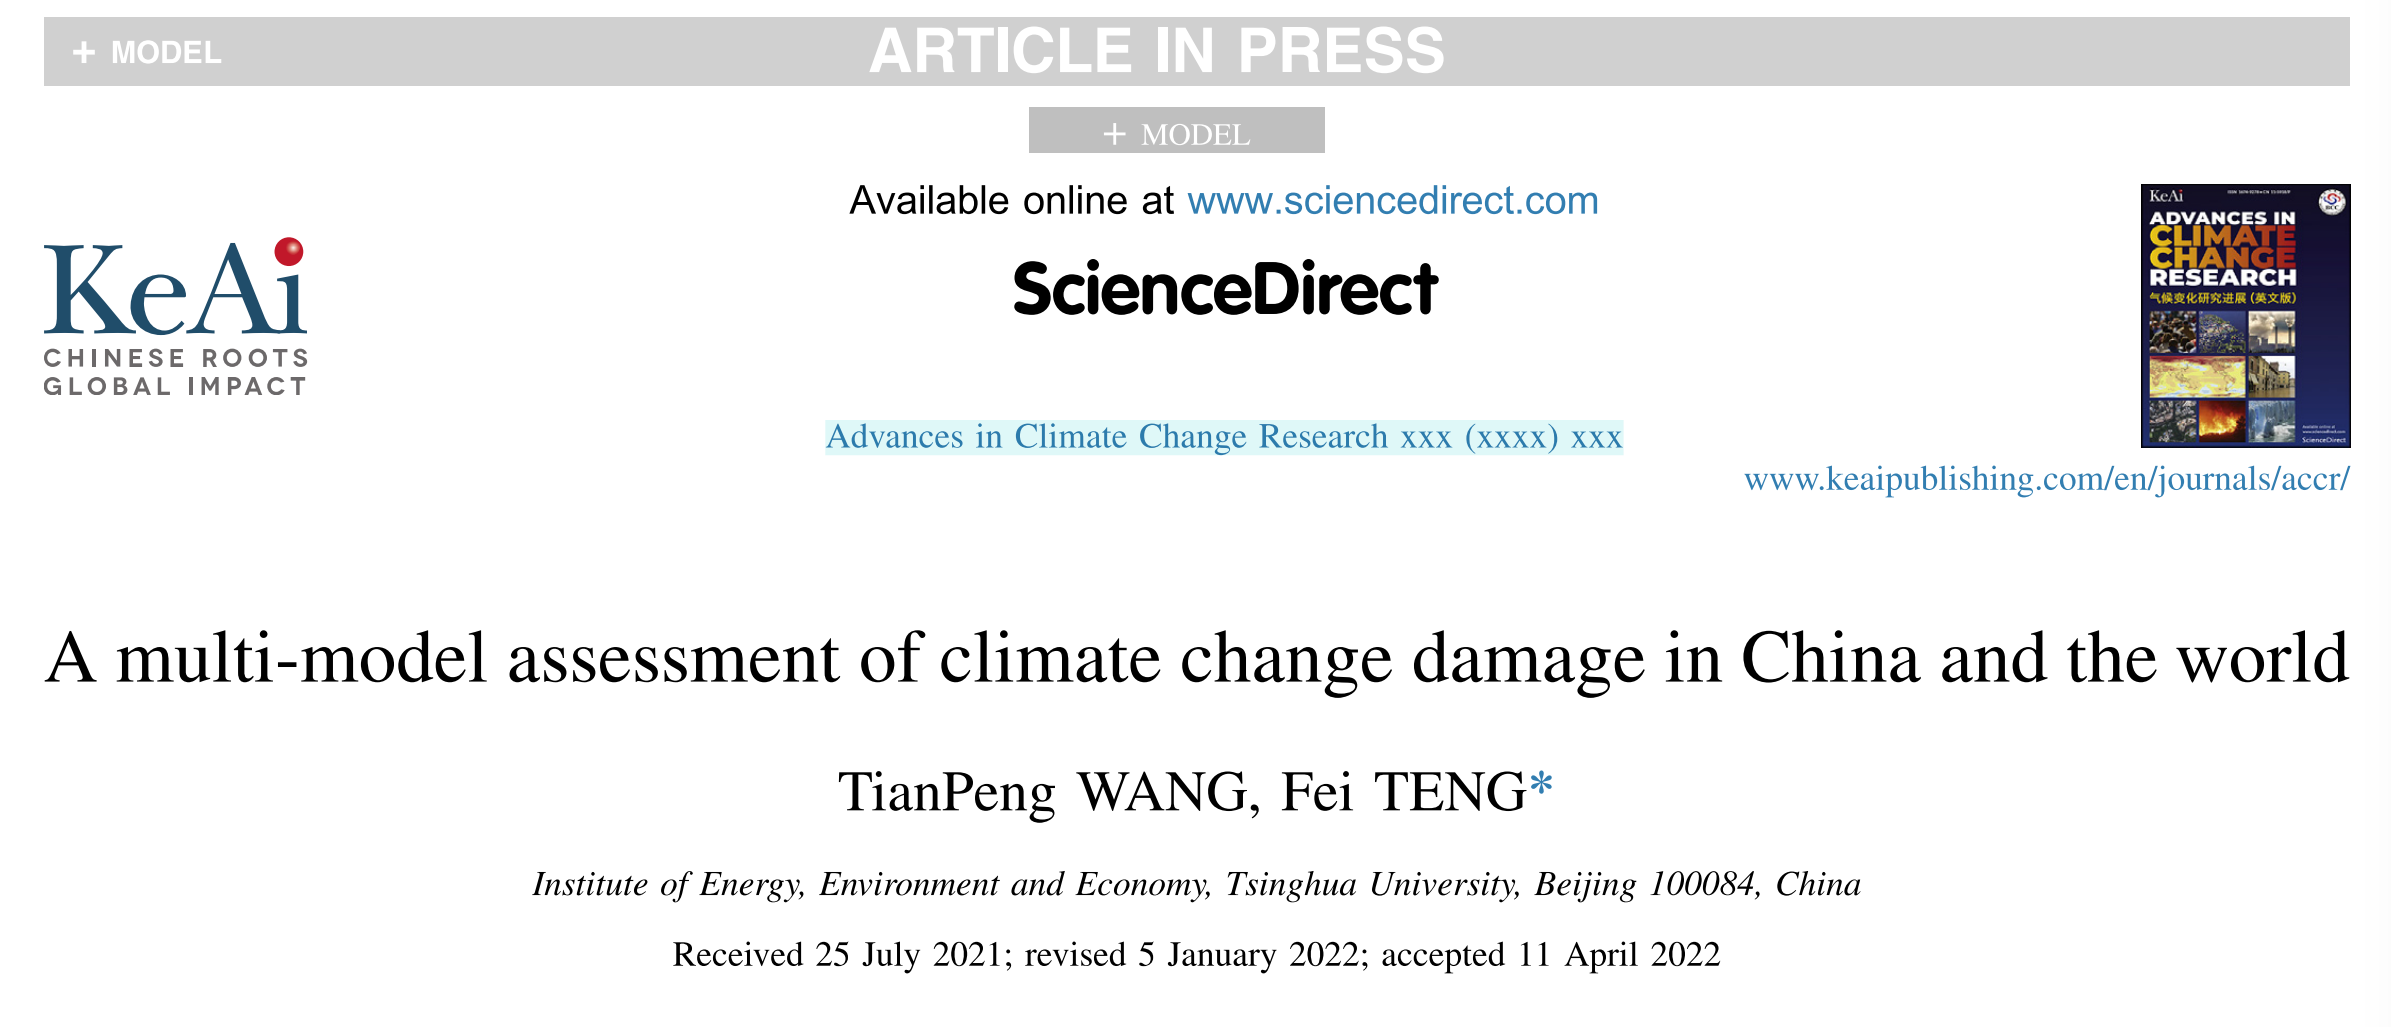 + MODEL
ARTICLE IN PRESS
+ MODEL
Available online at www.sciencedirect.com
ScienceDirect
KeAi
CHINESE ROOTS
GLOBAL IMPACT
Advances in Climate Change Research xxx (xxxx) xxx
KeAi
ADVANCES IN
CLIMATE
CHANGE
RESEARCH
气候变化研究进展 (英文版)
ScienceDirect
www.keaipublishing.com/en/journals/accr/
A multi-model assessment of climate change damage in China and the world
TianPeng WANG, Fei TENG*
Institute of Energy, Environment and Economy, Tsinghua University, Beijing 100084, China
Received 25 July 2021; revised 5 January 2022; accepted 11 April 2022